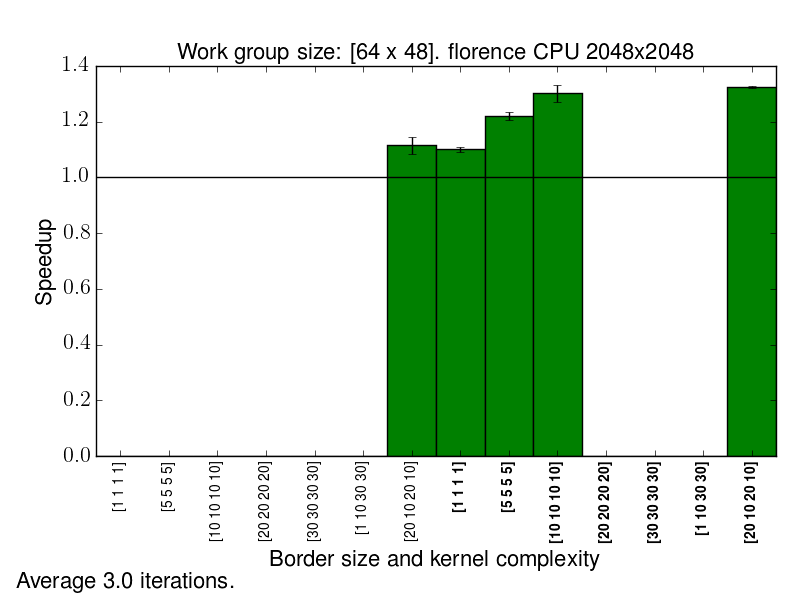 Work group size: [64 x 48]. florence CPU 2048x2048
1.4
1.2
1.0
0.8
0.6
0.4
0.2
0.0
Speedup
[1 1 1 1]
[5 5 5 5]
[10 10 10 10]
[20 20 20 20]
[30 30 30 30]
[1 10 30 30]
[20 10 20 10]
[1 1 1 1]
[5 5 5 5]
[10 10 10 10]
[20 20 20 20]
[30 30 30 30]
[1 10 30 30]
[20 10 20 10]
Border size and kernel complexity
Average 3.0 iterations.